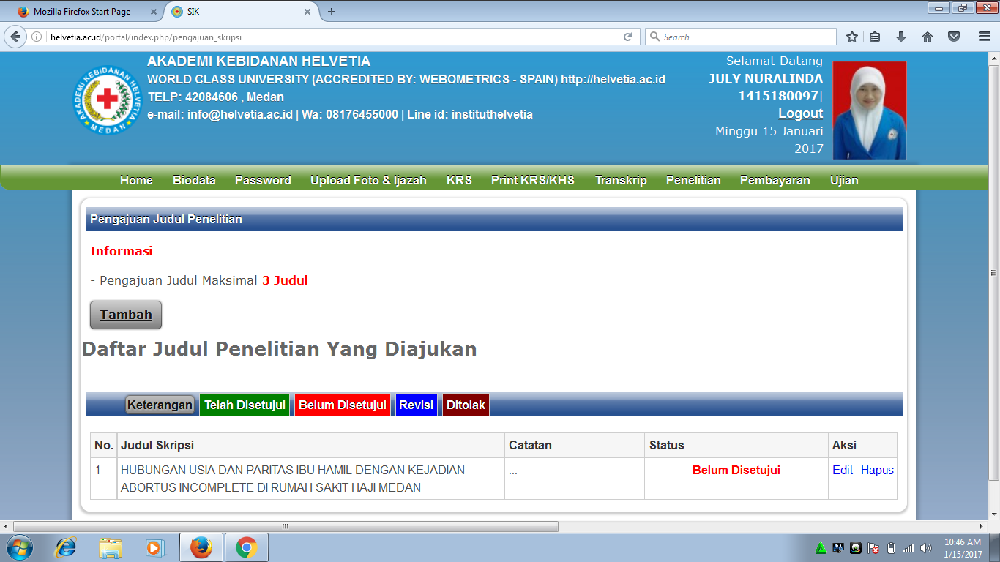 Mozilla Firefox Start Page
SIK
helvetia.ac.id/portal/index.php/pengajuan_skripsi
Search
AKADEMI KEBIDANAN HELVETIA
MEDAN
AKADEMI KEBIDANAN HELVETIA
WORLD CLASS UNIVERSITY (ACCREDITED BY: WEBOMETRICS - SPAIN) http://helvetia.ac.id
TELP: 42084606 , Medan
e-mail: info@helvetia.ac.id | Wa: 08176455000 | Line id: instituthelvetia
Selamat Datang
JULY NURALINDA
1415180097|
Logout
Minggu 15 Januari
2017
Home Biodata Password Upload Foto & Ijazah KRS Print KRS/KHS Transkrip Penelitian Pembayaran Ujian
Pengajuan Judul Penelitian
Informasi
- Pengajuan Judul Maksimal 3 Judul
Tambah
Daftar Judul Penelitian Yang Diajukan
Keterangan Telah Disetujui Belum Disetujui Revisi Ditolak
No. Judul Skripsi Catatan Status Aksi
1 HUBUNGAN USIA DAN PARITAS IBU HAMIL DENGAN KEJADIAN
ABORTUS INCOMPLETE DI RUMAH SAKIT HAJI MEDAN
... Belum Disetujui Edit Hapus
10:46 AM
1/15/2017